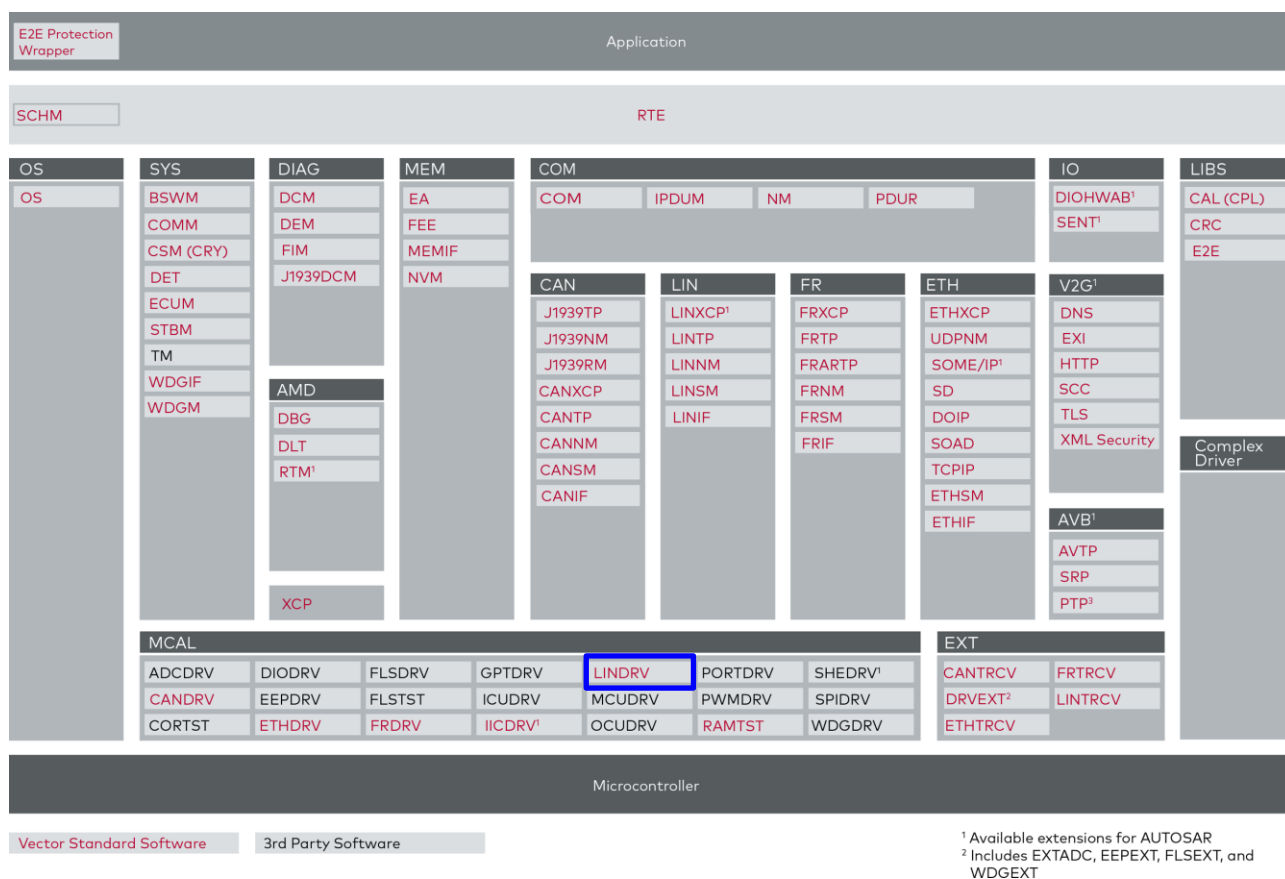 E2E Protection
Wrapper
Application
SCHM
RTE
OS
OS
SYS
BSWM
COMM
CSM (CRY)
DET
ECUM
STBM
TM
WDGIF
WDGM
DIAG
DCM
DEM
FIM
J1939DCM
AMD
DBG
DLT
RTM¹
XCP
MEM
EA
FEE
MEMIF
NVM
COM
COM IPDUM NM PDUR
CAN
J1939TP
J1939NM
J1939RM
CANXCP
CANTP
CANNM
CANSM
CANIF
LIN
LINXCP¹
LINTP
LINNM
LINSM
LINIF
FR
FRXCP
FRTP
FRARTP
FRNM
FRSM
FRIF
ETH
ETHXCP
UDPNM
SOME/IP¹
SD
DOIP
SOAD
TCPIP
ETHSM
ETHIF
IO
DIOHWAB¹
SENT¹
V2G¹
DNS
EXI
HTTP
SCC
TLS
XML Security
AVB¹
AVTP
SRP
PTP³
LIBS
CAL (CPL)
CRC
E2E
Complex
Driver
MCAL
ADCDRV DIODRV FLSDRV GPTDRV LINDRV PORTDRV SHEDRV¹
CANDRV EEPDRV FLSTST ICUDRV MCUDRV PWMDRV SPIDRV
CORTST ETHDRV FRDRV IICDRV¹ OCUDRV RAMTST WDGDRV
EXT
CANTRCV FRTRCV
DRVEXT² LINTRCV
ETHTRCV
Microcontroller
Vector Standard Software
3rd Party Software
¹ Available extensions for AUTOSAR
² Includes EXTADC, EEPEXT, FLSEXT, and
WDGEXT